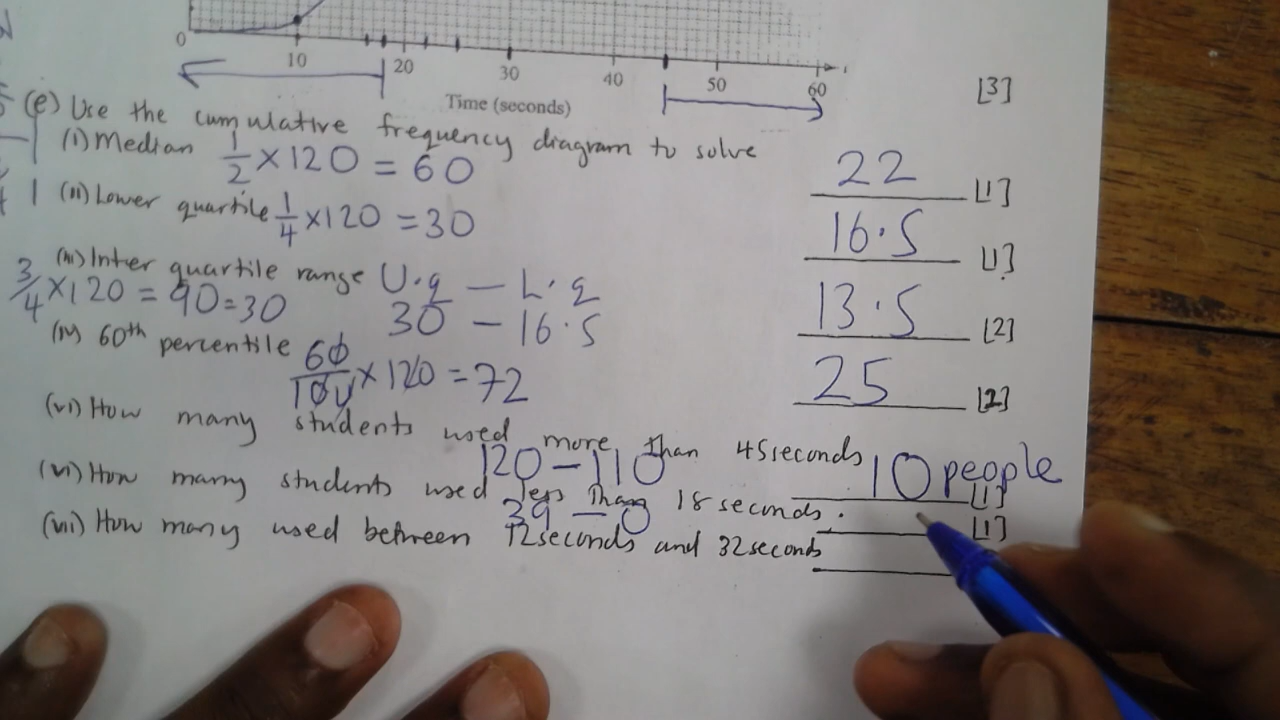 0 10 20 30 40 50 60
Time (seconds)
[3]
(e) Use the cumulative frequency diagram to solve
(i) Median 1/2 × 120 = 60 22 [1]
(ii) Lower quartile 1/4 × 120 = 30 16.5 [1]
(iii) Inter quartile range U.q – L.q
3/4 × 120 = 90 = 30 30 – 16.5 13.5 [2]
(iv) 60th percentile 60/100 × 120 = 72 25 [2]
(vi) How many students used more than 45 seconds
120 – 110 10 people [1]
(vi) How many students used less than 18 seconds.
39 – 0 [1]
(vii) How many used between 12 seconds and 32 seconds